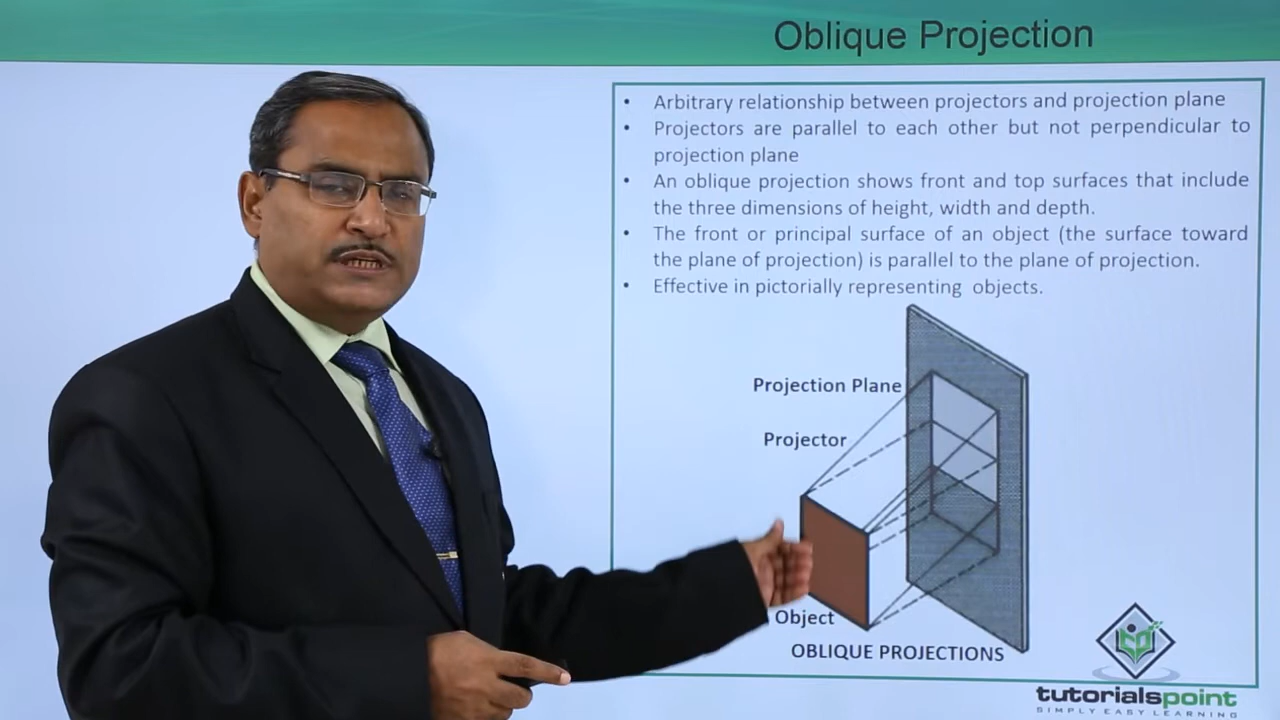 Oblique Projection
• Arbitrary relationship between projectors and projection plane
• Projectors are parallel to each other but not perpendicular to
projection plane
• An oblique projection shows front and top surfaces that include
the three dimensions of height, width and depth.
• The front or principal surface of an object (the surface toward
the plane of projection) is parallel to the plane of projection.
• Effective in pictorially representing objects.
Projection Plane
Projector
Object
OBLIQUE PROJECTIONS
tutorialspoint
SIMPLY EASY LEARNING